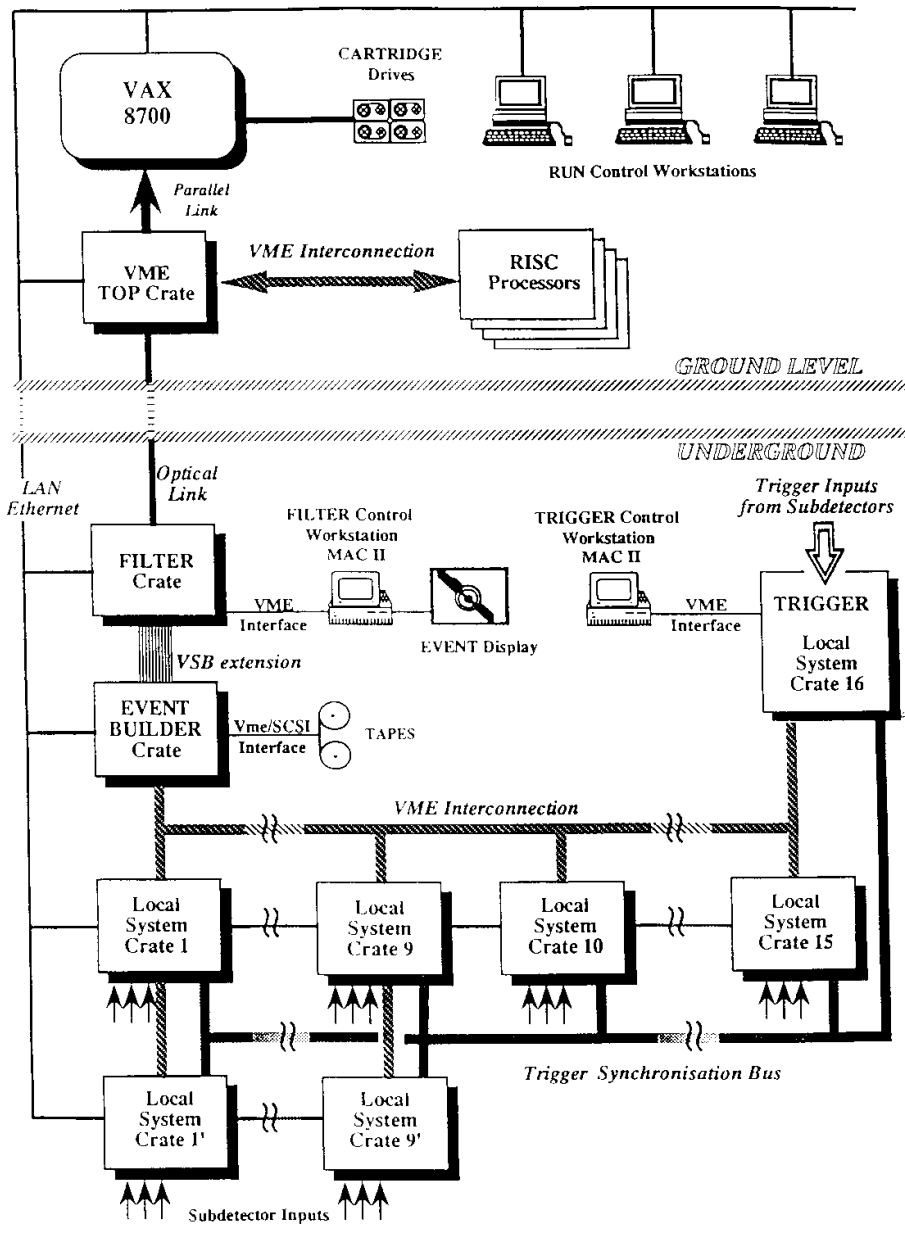 CARTRIDGE
Drives
VAX
8700
RUN Control Workstations
Parallel
Link
VME Interconnection
VME
TOP Crate
RISC
Processors
GROUND LEVEL
UNDERGROUND
LAN
Ethernet
Optical
Link
Trigger Inputs
from Subdetectors
FILTER Control
Workstation
MAC II
TRIGGER Control
Workstation
MAC II
FILTER
Crate
VME
Interface
EVENT Display
VME
Interface
TRIGGER
Local
System
Crate 16
VSB extension
EVENT
BUILDER
Crate
Vme/SCSI
Interface
TAPES
VME Interconnection
Local
System
Crate 1
Local
System
Crate 9
Local
System
Crate 10
Local
System
Crate 15
Trigger Synchronisation Bus
Local
System
Crate 1'
Local
System
Crate 9'
Subdetector Inputs